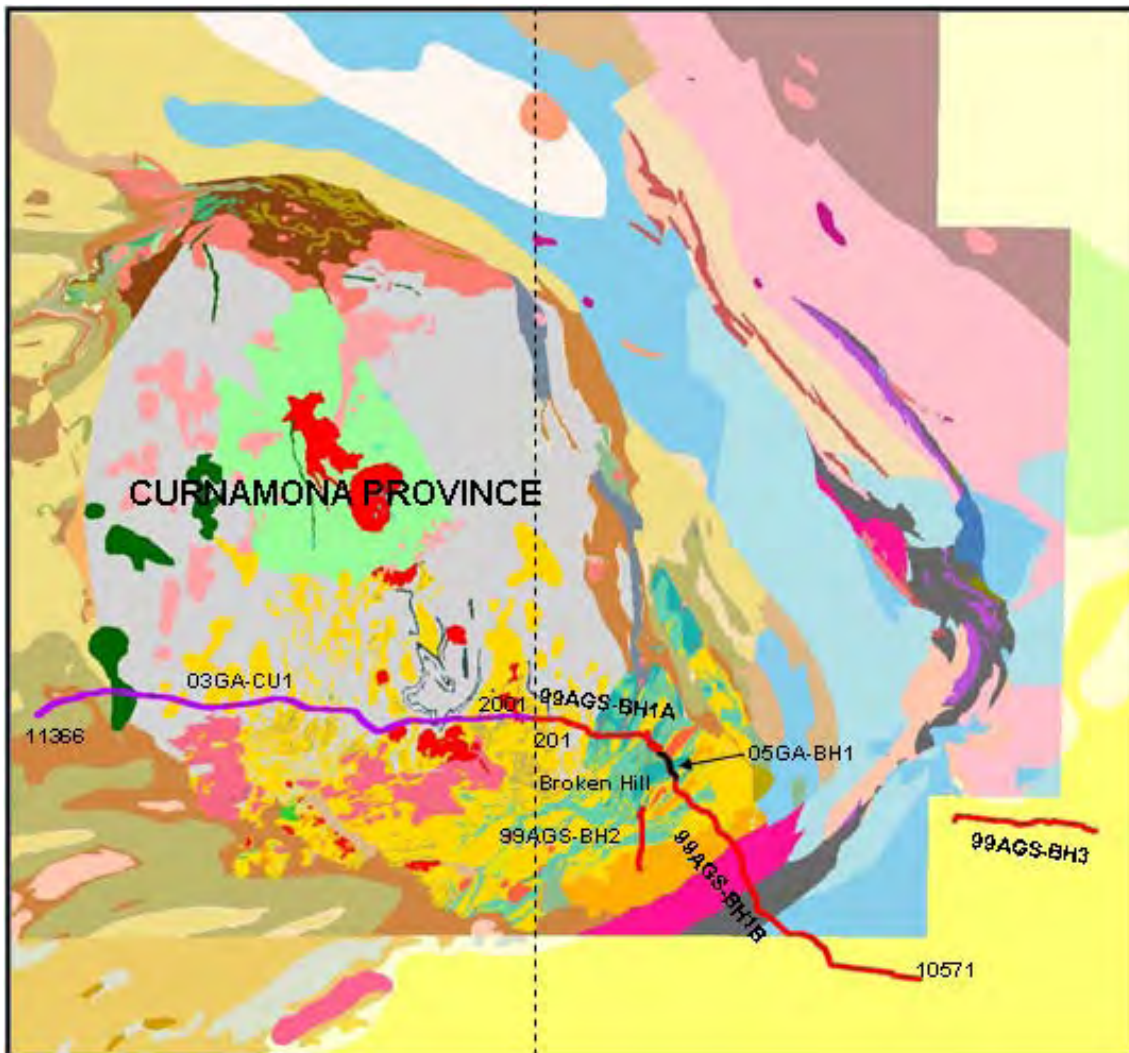 CURNAMONA PROVINCE
03GA-CU1
2001
99AGS-BH1A
11366
201
05GA-BH1
Broken Hill
99AGS-BH2
99AGS-BH1B
99AGS-BH3
10571